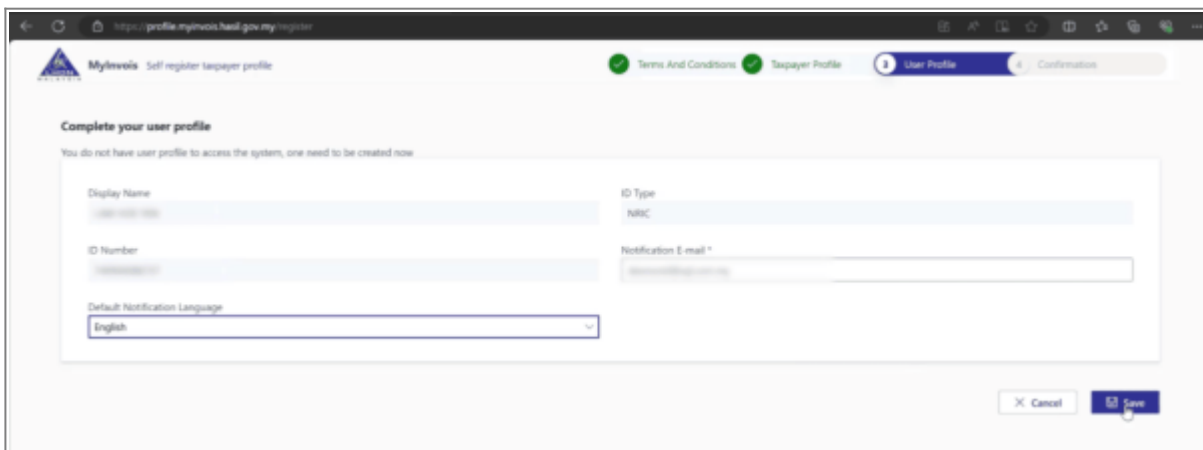 https://profile.myinvois.hasil.gov.my/register
MyInvois Self register taxpayer profile
Terms And Conditions
Taxpayer Profile
3 User Profile
4 Confirmation
Complete your user profile
You do not have user profile to access the system, one need to be created now
Display Name
ID Type
NRIC
ID Number
Notification E-mail *
Default Notification Language
English
Cancel
Save